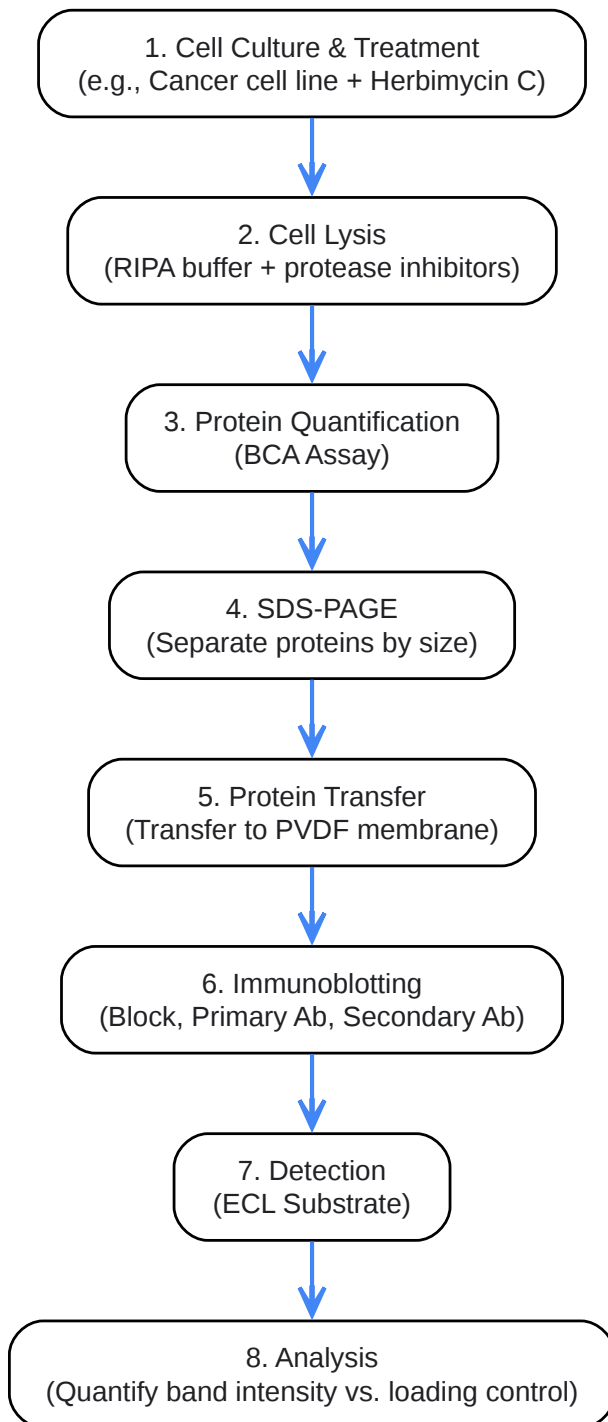 1. Cell Culture & Treatment
(e.g., Cancer cell line + Herbimycin C)
2. Cell Lysis
(RIPA buffer + protease inhibitors)
3. Protein Quantification
(BCA Assay)
4. SDS-PAGE
(Separate proteins by size)
5. Protein Transfer
(Transfer to PVDF membrane)
6. Immunoblotting
(Block, Primary Ab, Secondary Ab)
7. Detection
(ECL Substrate)
8. Analysis
(Quantify band intensity vs. loading control)